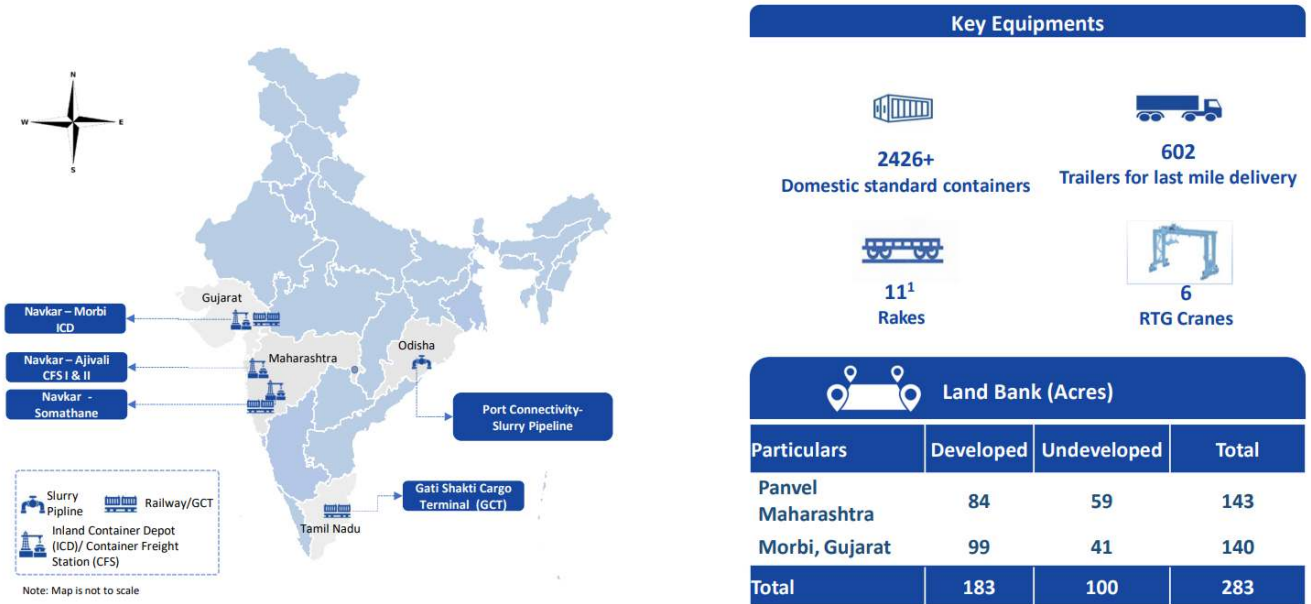 N
W
E
S
Gujarat
Navkar – Morbi
ICD
Navkar – Ajivali
CFS I & II
Maharashtra
Odisha
Navkar -
Somathane
Port Connectivity-
Slurry Pipeline
Gati Shakti Cargo
Terminal (GCT)
Tamil Nadu
Slurry
Pipline
Railway/GCT
Inland Container Depot
(ICD)/ Container Freight
Station (CFS)
Note: Map is not to scale
Key Equipments
2426+
Domestic standard containers
602
Trailers for last mile delivery
11¹
Rakes
6
RTG Cranes
Land Bank (Acres)
Particulars Developed Undeveloped Total
Panvel
Maharashtra 84 59 143
Morbi, Gujarat 99 41 140
Total 183 100 283